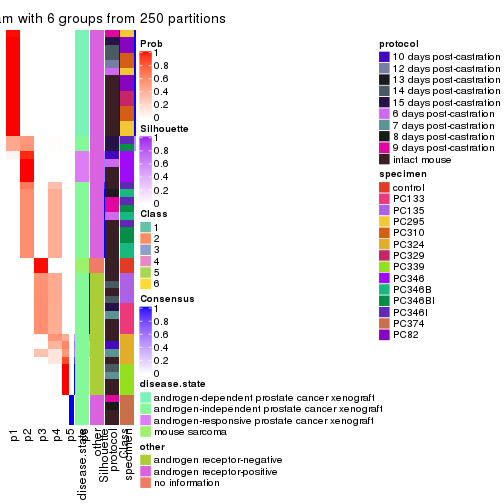 am with 6 groups from 250 partitions
Prob
1
0.8
0.6
0.4
0.2
0
Silhouette
1
0.8
0.6
0.4
0.2
0
Class
1
2
3
4
5
6
Consensus
1
0.8
0.6
0.4
0.2
0
disease.state
androgen-dependent prostate cancer xenograft
androgen-independent prostate cancer xenograft
androgen-responsive prostate cancer xenograft
mouse sarcoma
other
androgen receptor-negative
androgen receptor-positive
no information
protocol
10 days post-castration
12 days post-castration
13 days post-castration
14 days post-castration
15 days post-castration
6 days post-castration
7 days post-castration
8 days post-castration
9 days post-castration
intact mouse
specimen
control
PC133
PC135
PC295
PC310
PC324
PC329
PC339
PC346
PC346B
PC346BI
PC346I
PC374
PC82
p1
p2
p3
p4
p5
disease.state
other
Silhouette
protocol
Class
specimen